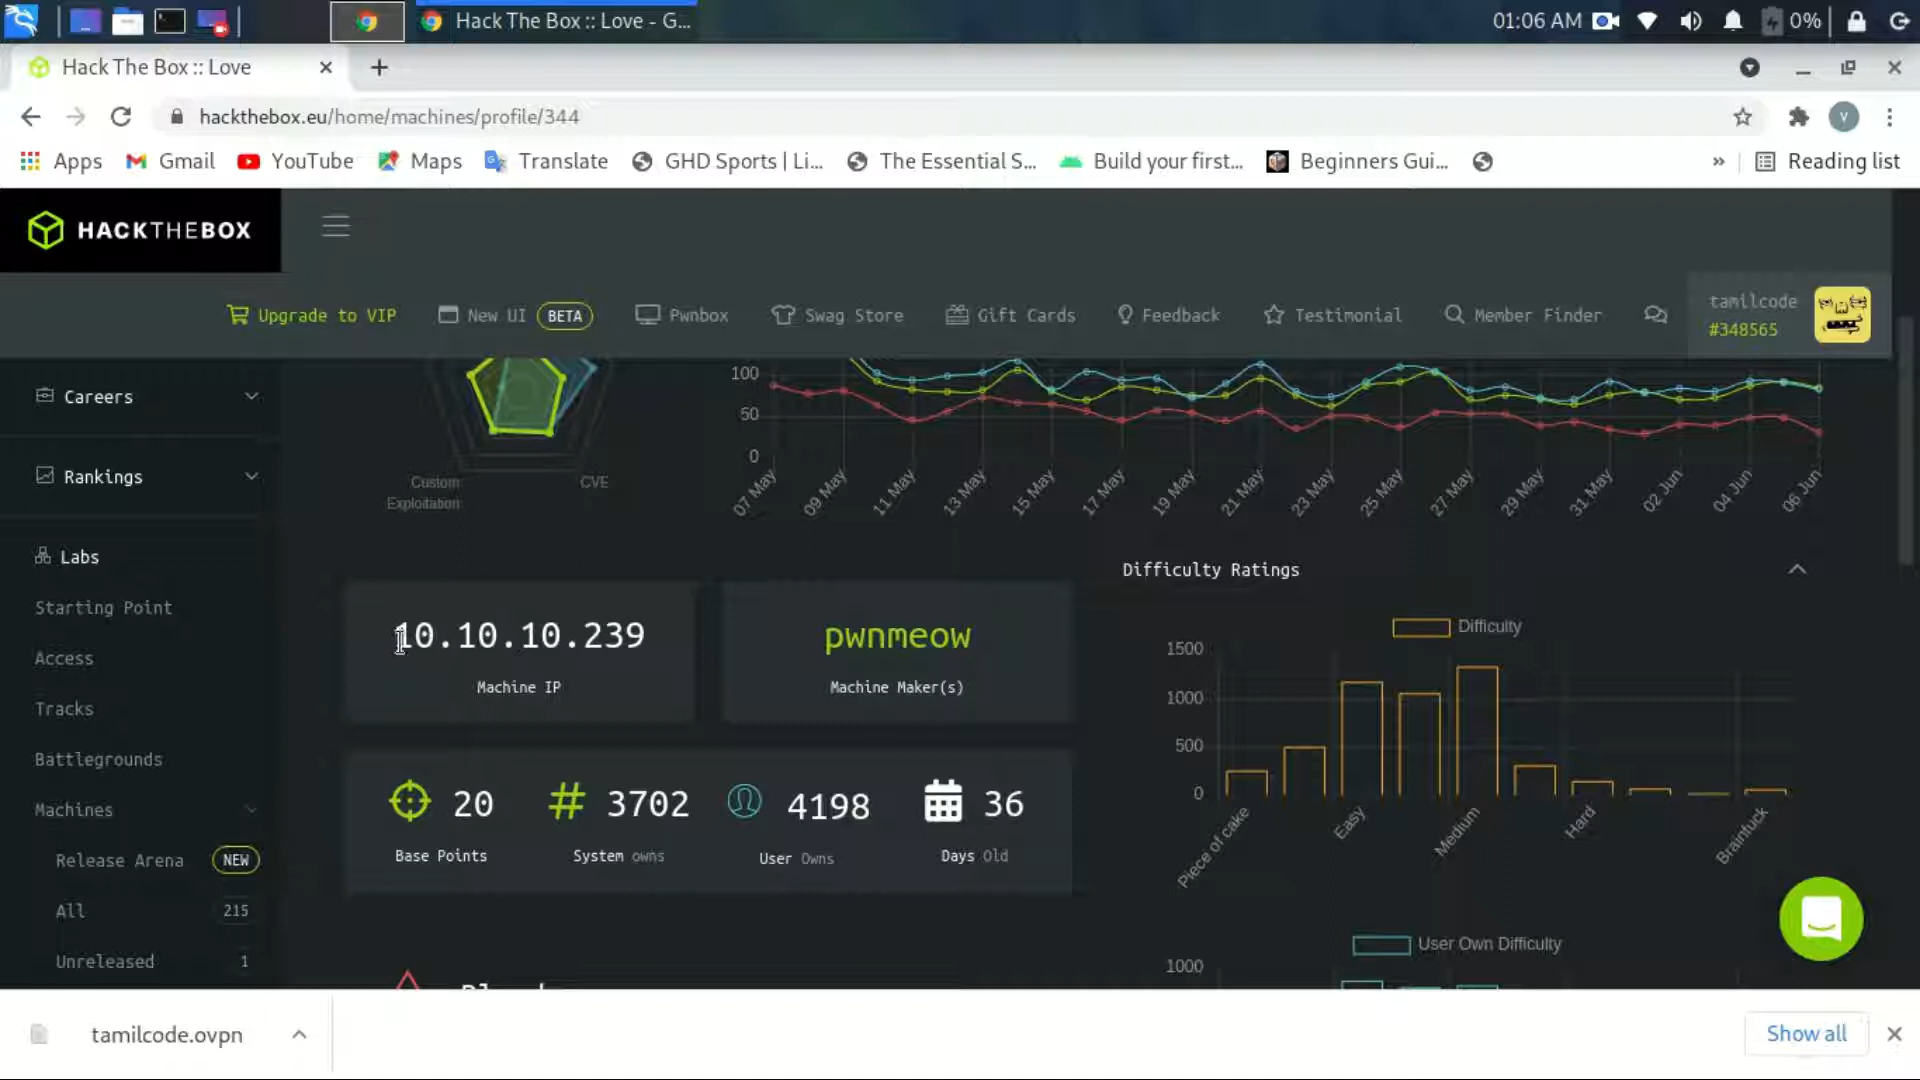 Hack The Box :: Love - G...
01:06 AM
0%
Hack The Box :: Love
hackthebox.eu/home/machines/profile/344
Apps
Gmail
YouTube
Maps
Translate
GHD Sports | Li...
The Essential S...
Build your first...
Beginners Gui...
»
Reading list
HACKTHEBOX
Upgrade to VIP
New UI BETA
Pwnbox
Swag Store
Gift Cards
Feedback
Testimonial
Member Finder
tamilcode
#348565
V
Careers
Rankings
Labs
Starting Point
Access
Tracks
Battlegrounds
Machines
Release Arena NEW
All 215
Unreleased 1
Custom
Exploitation
CVE
100
50
0
07 May
09 May
11 May
13 May
15 May
17 May
19 May
21 May
23 May
25 May
27 May
29 May
31 May
02 Jun
04 Jun
06 Jun
10.10.10.239
Machine IP
pwnmeow
Machine Maker(s)
20
Base Points
# 3702
System owns
4198
User Owns
36
Days Old
Difficulty Ratings
Difficulty
1500
1000
500
0
Piece of cake
Easy
Medium
Hard
Brainfuck
User Own Difficulty
1000
tamilcode.ovpn
Show all